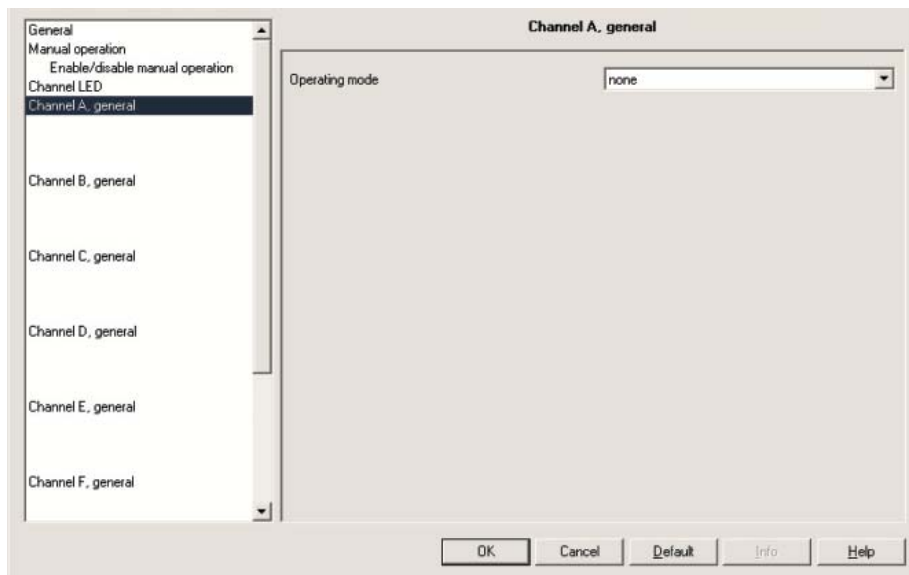 General
Manual operation
Enable/disable manual operation
Channel LED
Channel A, general
Channel B, general
Channel C, general
Channel D, general
Channel E, general
Channel F, general
Channel A, general
Operating mode
none
OK
Cancel
Default
Info
Help